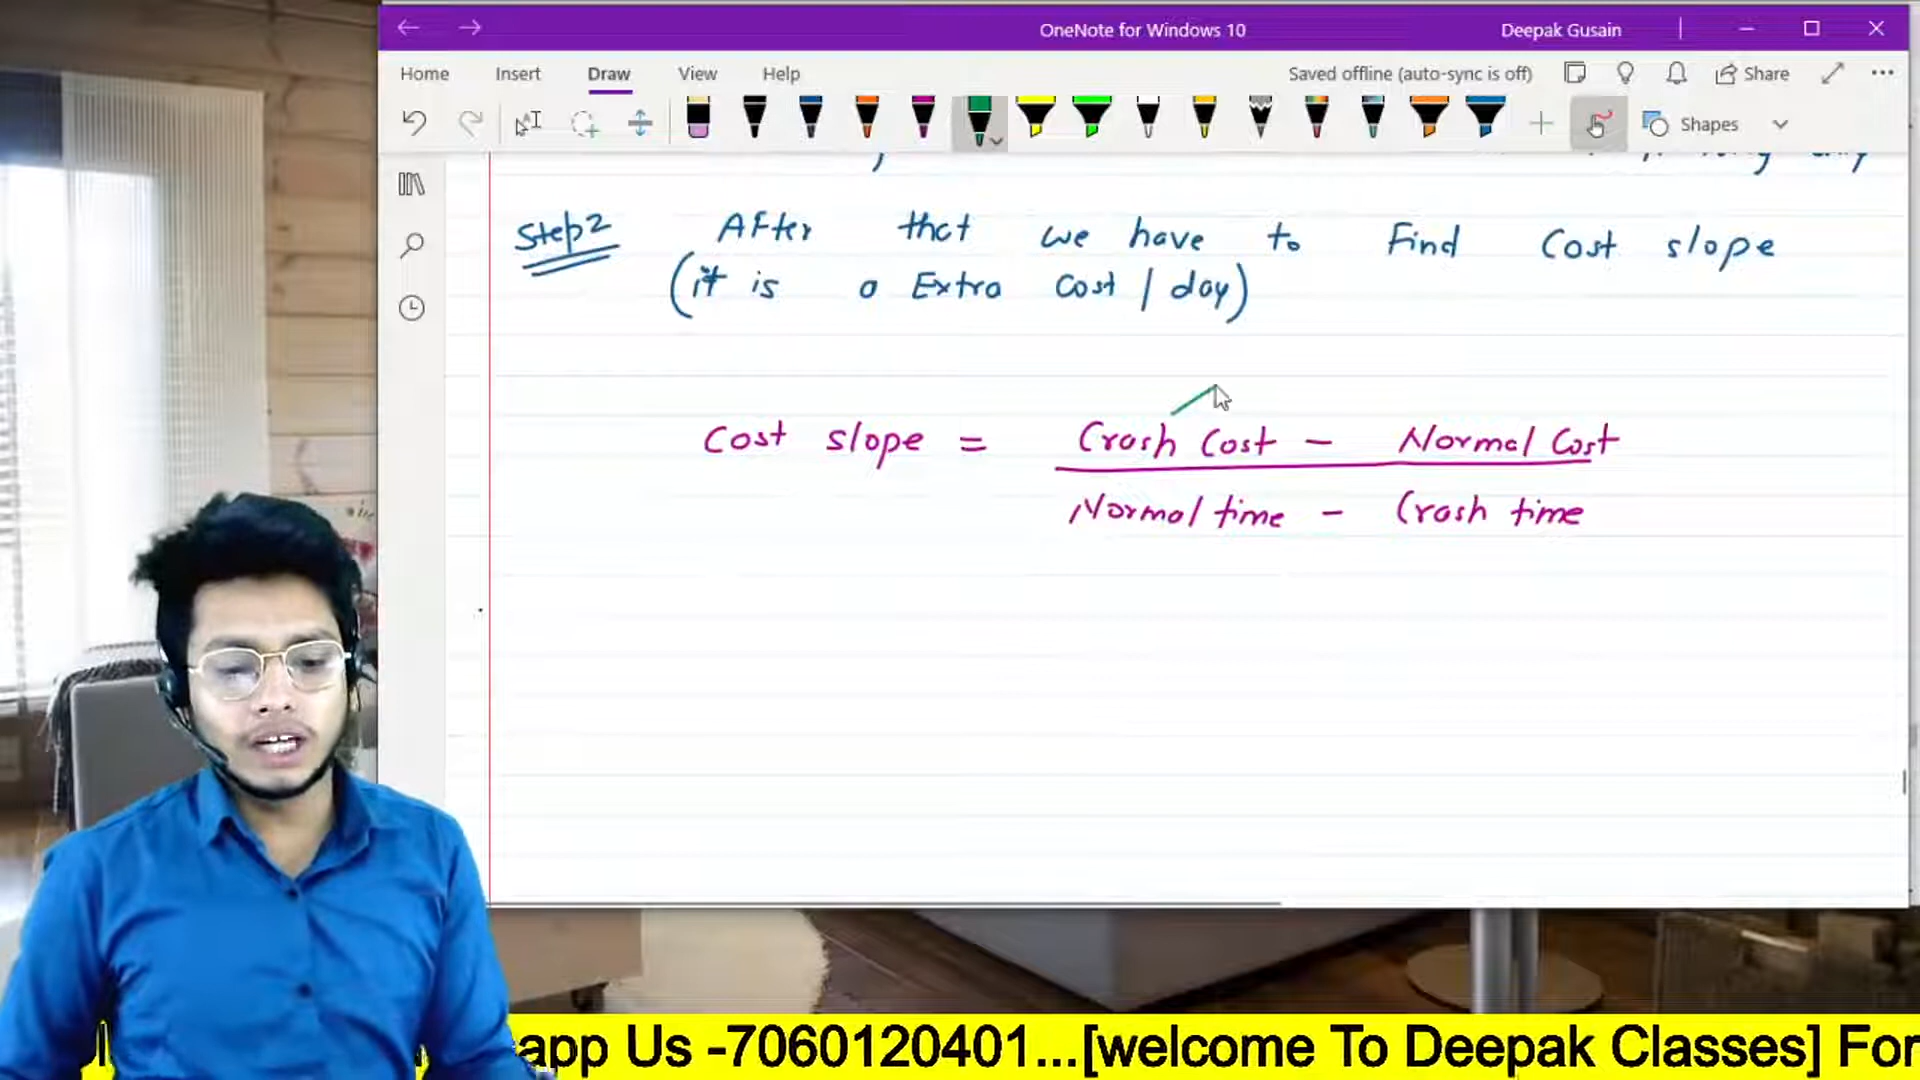 OneNote for Windows 10 Deepak Gusain
Home Insert Draw View Help Saved offline (auto-sync is off) Share
Shapes
Step2 After that we have to Find Cost slope
(it is a Extra Cost / day)
Cost slope = Crash Cost - Normal Cost
Normal time - Crash time
app Us -7060120401...[welcome To Deepak Classes] For